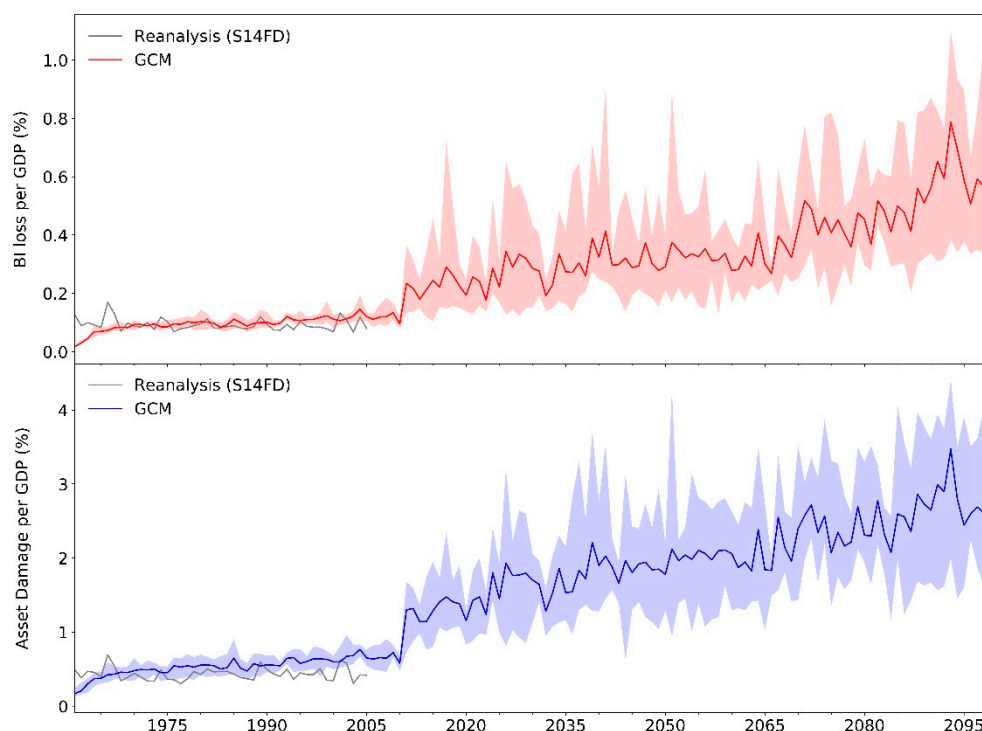 Reanalysis (S14FD)
GCM
1.0
0.8
0.6
0.4
0.2
0.0
BI loss per GDP (%)
Reanalysis (S14FD)
GCM
4
3
2
1
0
Asset Damage per GDP (%)
1975 1990 2005 2020 2035 2050 2065 2080 2095